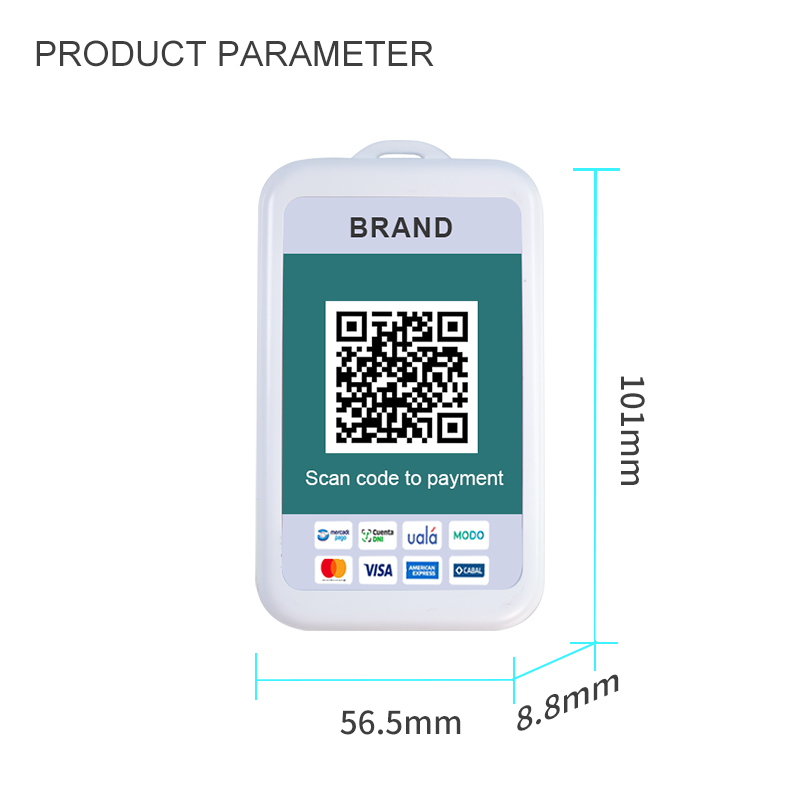 PRODUCT PARAMETER
BRAND
Scan code to payment
mercado pago
Cuenta DNI
ualá
MODO
VISA
AMERICAN EXPRESS
CABAL
101mm
56.5mm
8.8mm